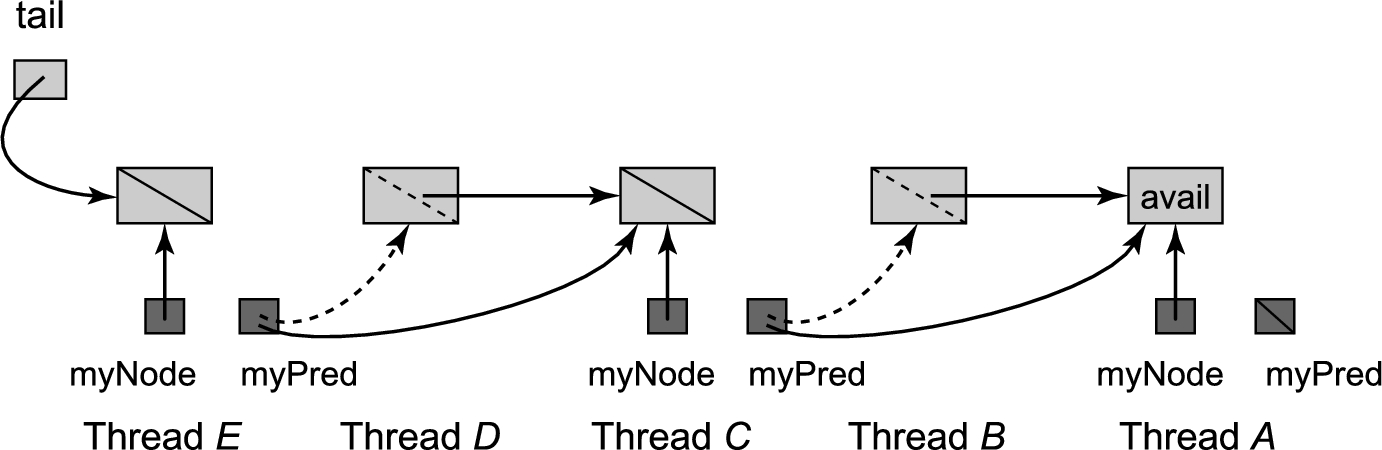 tail
avail
myNode myPred myNode myPred myNode myPred
Thread E Thread D Thread C Thread B Thread A